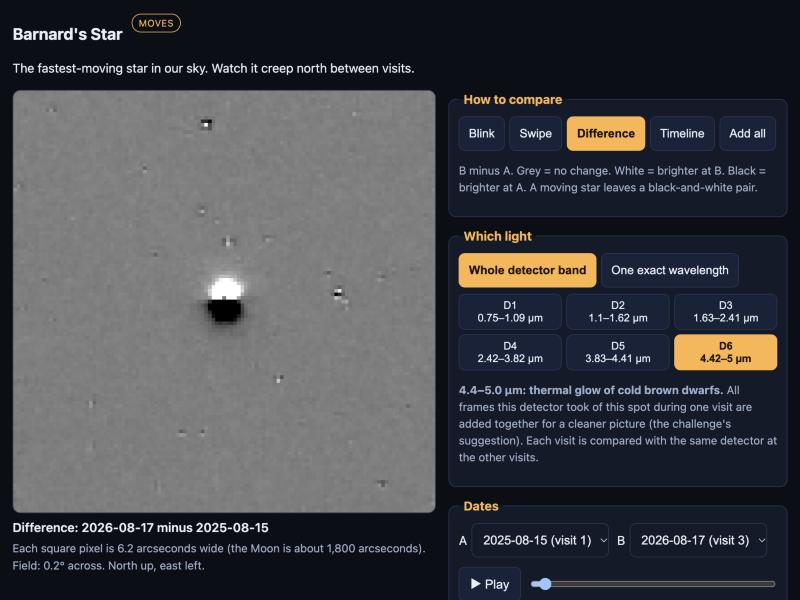 Barnard's Star
MOVES
The fastest-moving star in our sky. Watch it creep north between visits.
Difference: 2026-08-17 minus 2025-08-15
Each square pixel is 6.2 arcseconds wide (the Moon is about 1,800 arcseconds).
Field: 0.2° across. North up, east left.
How to compare
Blink
Swipe
Difference
Timeline
Add all
B minus A. Grey = no change. White = brighter at B. Black =
brighter at A. A moving star leaves a black-and-white pair.
Which light
Whole detector band
One exact wavelength
D1
0.75–1.09 µm
D2
1.1–1.62 µm
D3
1.63–2.41 µm
D4
2.42–3.82 µm
D5
3.83–4.41 µm
D6
4.42–5 µm
4.4–5.0 µm: thermal glow of cold brown dwarfs. All
frames this detector took of this spot during one visit are
added together for a cleaner picture (the challenge's
suggestion). Each visit is compared with the same detector at
the other visits.
Dates
A
2025-08-15 (visit 1)
B
2026-08-17 (visit 3)
▶ Play